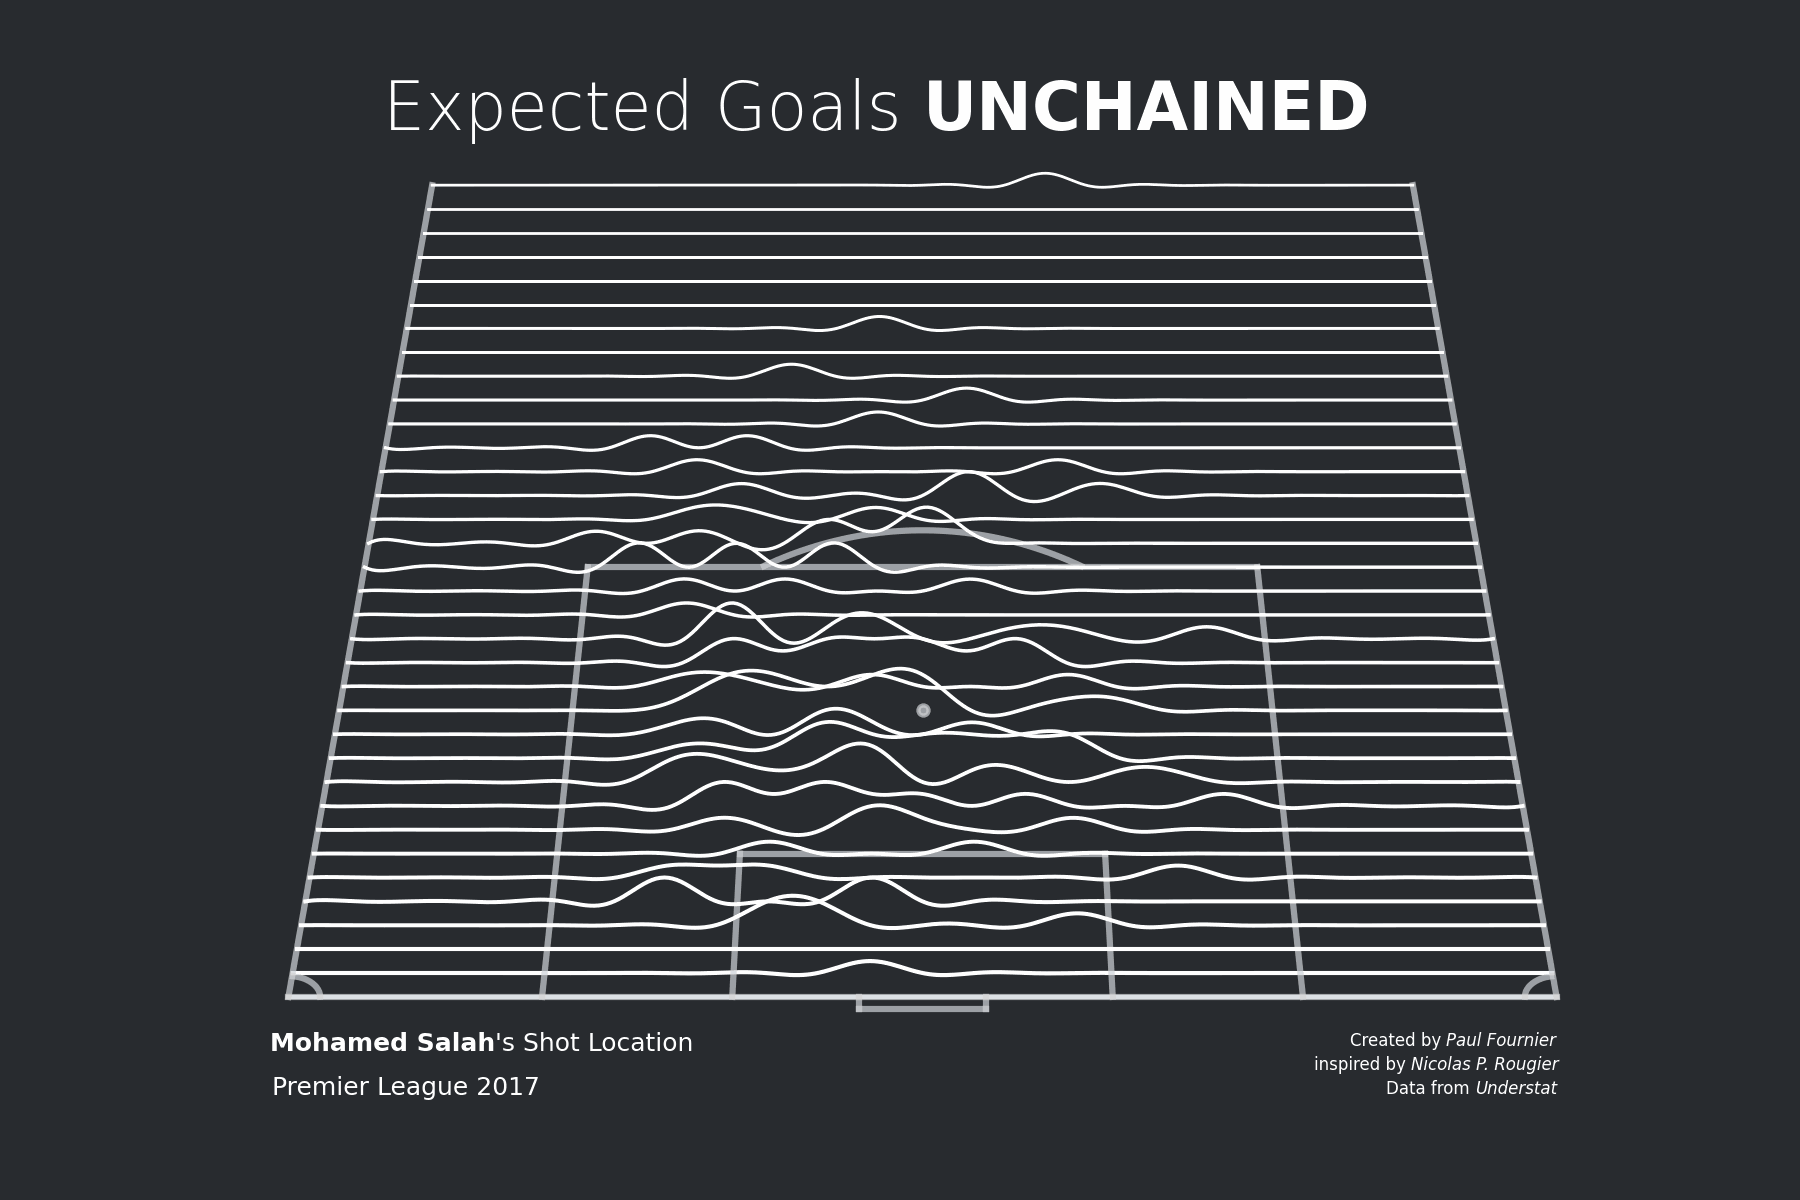 Expected Goals UNCHAINED
Mohamed Salah's Shot Location
Premier League 2017
Created by Paul Fournier
inspired by Nicolas P. Rougier
Data from Understat